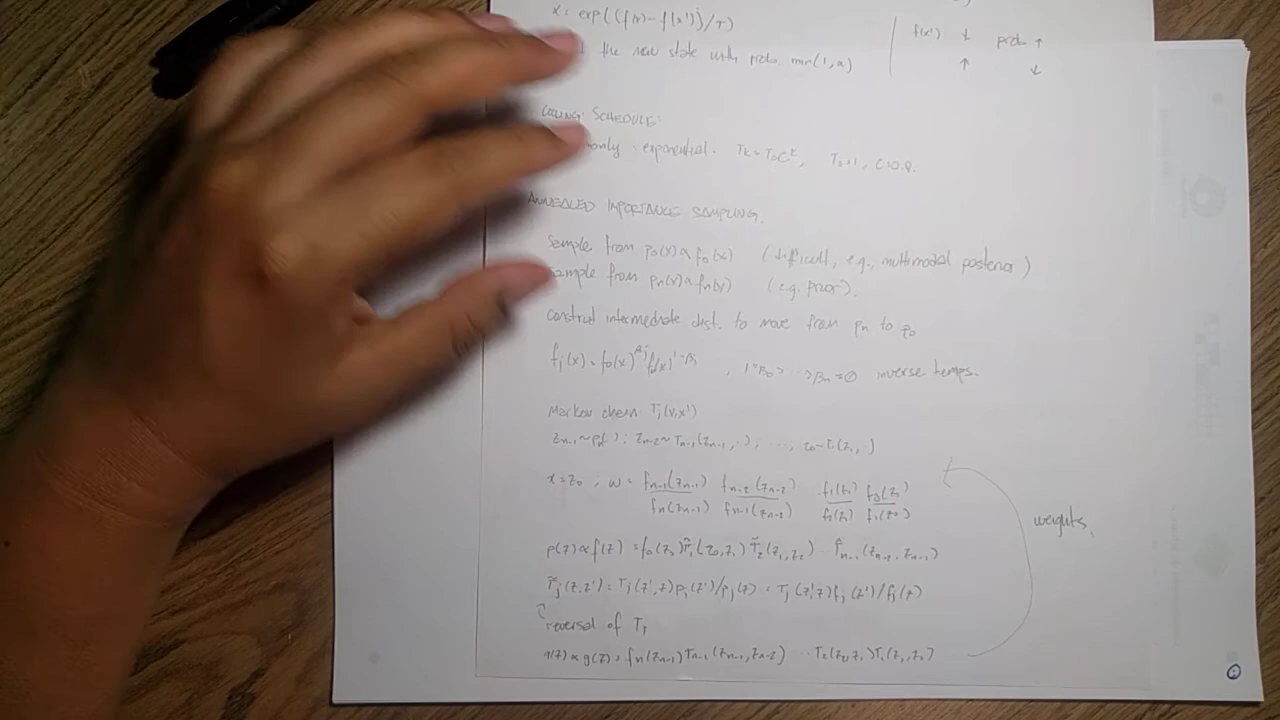 α = exp((f(x) - f(x'))/T)
the new state with prob. min(1,α)
f(x') ↓ prob ↑
↑ ↓
COOLING SCHEDULE:
only exponential. Tk = T0C^k, T0=1, C=0.8.
ANNEALED IMPORTANCE SAMPLING.
Sample from p0(x) ∝ f0(x) (difficult, e.g., multimodal posterior)
Sample from pn(x) ∝ fn(x) (e.g. prior).
construct intermediate dist. to move from pn to p0
fj(x) = f0(x)^βj fn(x)^1-βj , 1=β0> ... >βn=0 inverse temps.
Markov chain Tj(x,x')
zn-1 ~ pn(·); zn-2 ~ Tn-1(zn-1, ·), ...; z0 ~ T1(z1, ·)
x = z0, ω = fn-1(zn-1)/fn(zn-1) fn-2(zn-2)/fn-1(zn-2) ... f1(z1)/f2(z1) f0(z0)/f1(z0)
weights.
p(z) ∝ f(z) = f0(z0) T̃1(z0,z1) T̃2(z1,z2) ... T̃n-1(zn-2, zn-1)
T̃j(z,z') = Tj(z',z) pj(z')/pj(z) = Tj(z',z) fj(z')/fj(z)
reversal of Tj
q(z) ∝ g(z) = fn(zn-1) Tn-1(zn-1, zn-2) ... T2(z2,z1) T1(z1,z0)